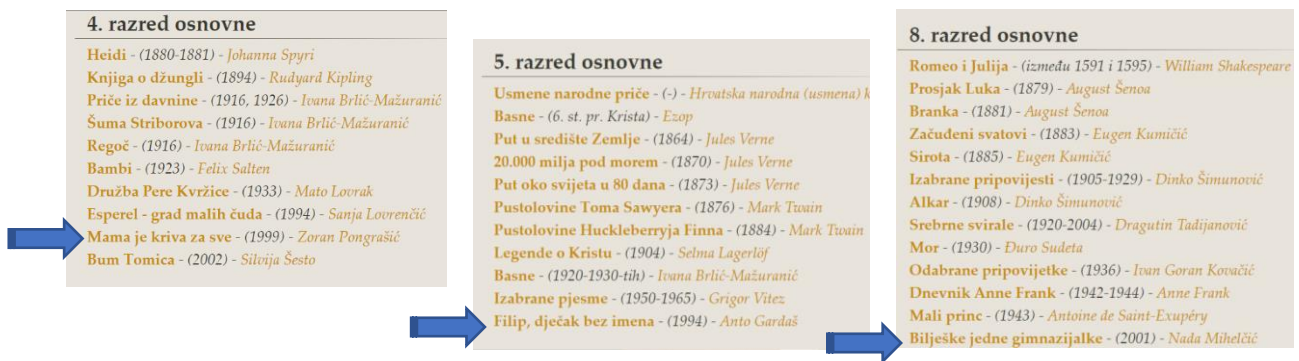 4. razred osnovne
Heidi - (1880-1881) - Johanna Spyri
Knjiga o džungli - (1894) - Rudyard Kipling
Priče iz davnine - (1916, 1926) - Ivana Brlić-Mažuranić
Šuma Striborova - (1916) - Ivana Brlić-Mažuranić
Regoč - (1916) - Ivana Brlić-Mažuranić
Bambi - (1923) - Felix Salten
Družba Pere Kvržice - (1933) - Mato Lovrak
Esperel - grad malih čuda - (1994) - Sanja Lovrenčić
Mama je kriva za sve - (1999) - Zoran Pongrašić
Bum Tomica - (2002) - Silvija Šesto
5. razred osnovne
Usmene narodne priče - (-) - Hrvatska narodna (usmena) k
Basne - (6. st. pr. Krista) - Ezop
Put u središte Zemlje - (1864) - Jules Verne
20.000 milja pod morem - (1870) - Jules Verne
Put oko svijeta u 80 dana - (1873) - Jules Verne
Pustolovine Toma Sawyera - (1876) - Mark Twain
Pustolovine Huckleberryja Finna - (1884) - Mark Twain
Legende o Kristu - (1904) - Selma Lagerlöf
Basne - (1920-1930-tih) - Ivana Brlić-Mažuranić
Izabrane pjesme - (1950-1965) - Grigor Vitez
Filip, dječak bez imena - (1994) - Anto Gardaš
8. razred osnovne
Romeo i Julija - (između 1591 i 1595) - William Shakespeare
Prosjak Luka - (1879) - August Šenoa
Branka - (1881) - August Šenoa
Začuđeni svatovi - (1883) - Eugen Kumičić
Sirota - (1885) - Eugen Kumičić
Izabrane pripovijesti - (1905-1929) - Dinko Šimunović
Alkar - (1908) - Dinko Šimunović
Srebrne svirale - (1920-2004) - Dragutin Tadijanović
Mor - (1930) - Đuro Sudeta
Odabrane pripovijetke - (1936) - Ivan Goran Kovačić
Dnevnik Anne Frank - (1942-1944) - Anne Frank
Mali princ - (1943) - Antoine de Saint-Exupéry
Bilješke jedne gimnazijalke - (2001) - Nada Mihelčić